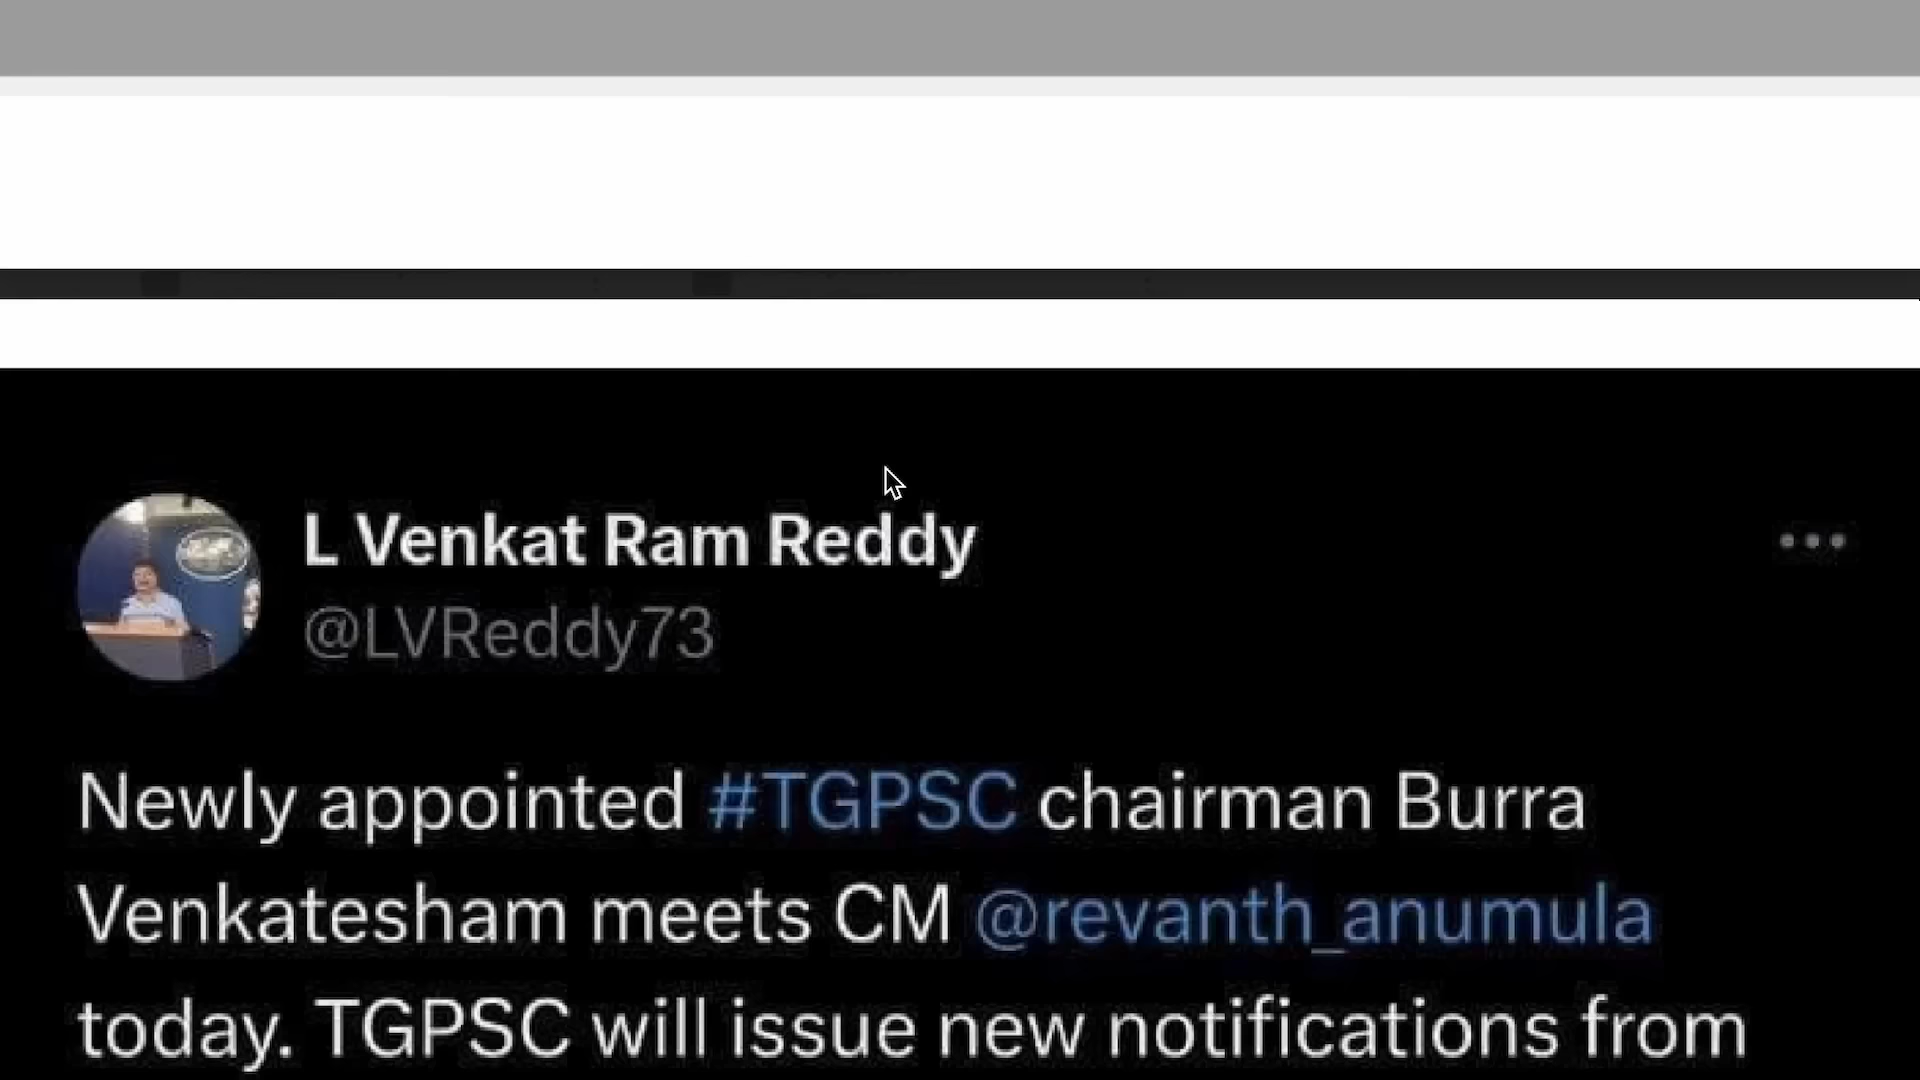 L Venkat Ram Reddy
@LVReddy73
Newly appointed #TGPSC chairman Burra
Venkatesham meets CM @revanth_anumula
today. TGPSC will issue new notifications from